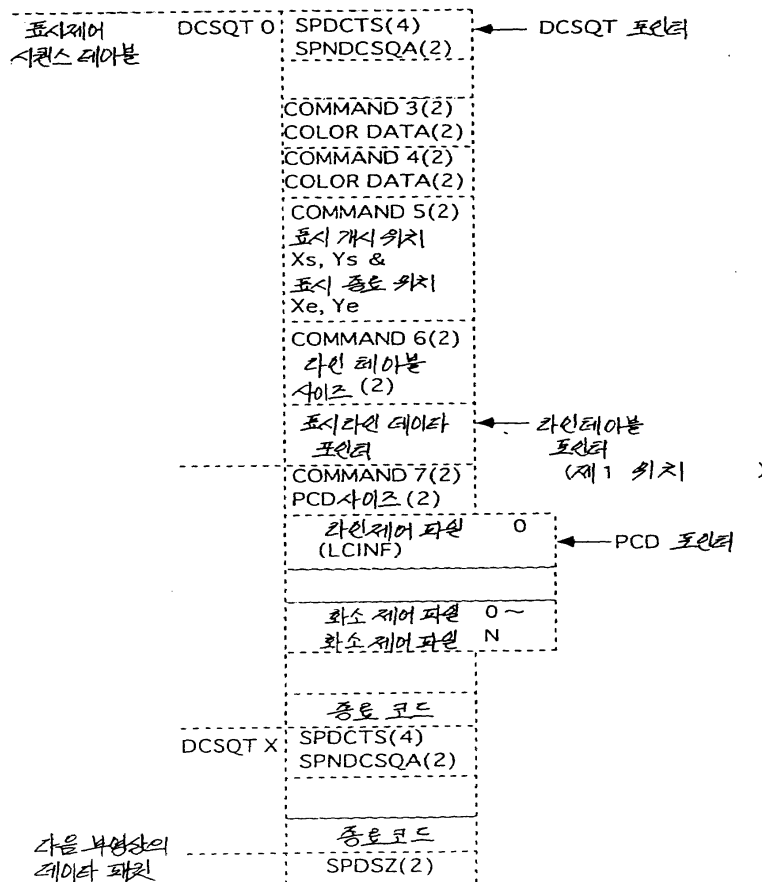 표시제어
시퀀스 테이블
DCSQT 0
SPDCTS(4)
SPNDCSQA(2)
DCSQT 포인터
COMMAND 3(2)
COLOR DATA(2)
COMMAND 4(2)
COLOR DATA(2)
COMMAND 5(2)
표시 개시 위치
Xs, Ys &
표시 종료 위치
Xe, Ye
COMMAND 6(2)
라인 테이블
사이즈 (2)
표시라인 데이타
포인터
라인테이블
포인터
(제1 위치 )
COMMAND 7(2)
PCD사이즈 (2)
라인제어 파일 0
(LCINF)
PCD 포인터
화소 제어 파일 0 ~
화소 제어 파일 N
종료 코드
DCSQT X
SPDCTS(4)
SPNDCSQA(2)
종료코드
다음 부영상의
데이타 패킷
SPDSZ(2)